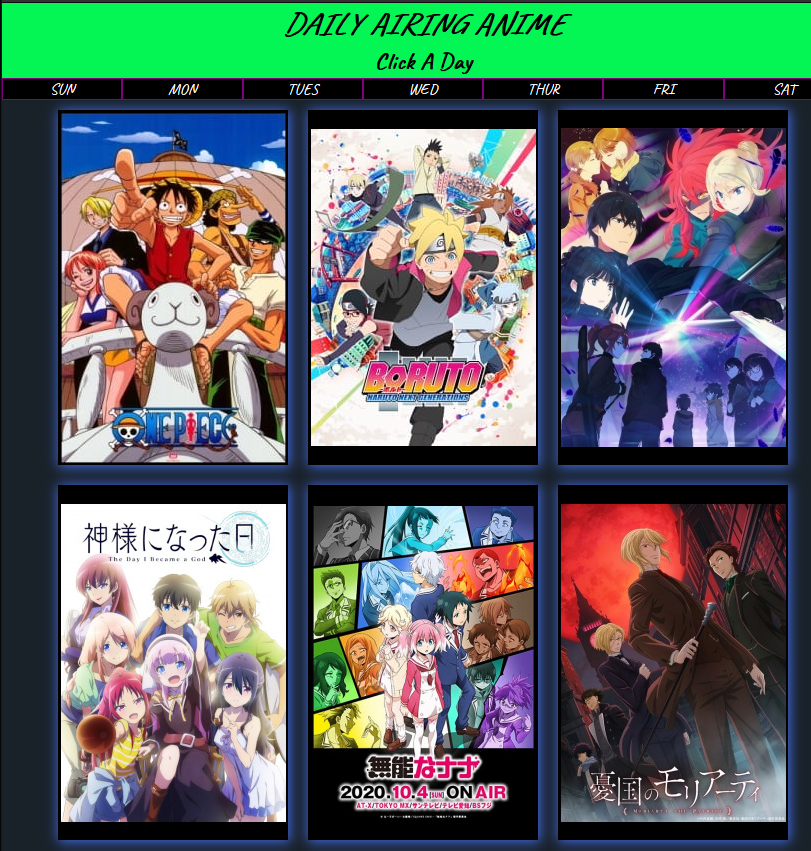 DAILY AIRING ANIME
Click A Day
SUN MON TUES WED THUR FRI SAT
ONE PIECE
BORUTO
ボルト
NARUTO NEXT GENERATIONS
神様になった日
The Day I Became a God
無能なナナ
2020.10.4[SUN] ON AIR
AT-X/TOKYO MX/サンテレビ/テレビ愛知/BSフジ
憂国のモリアーティ